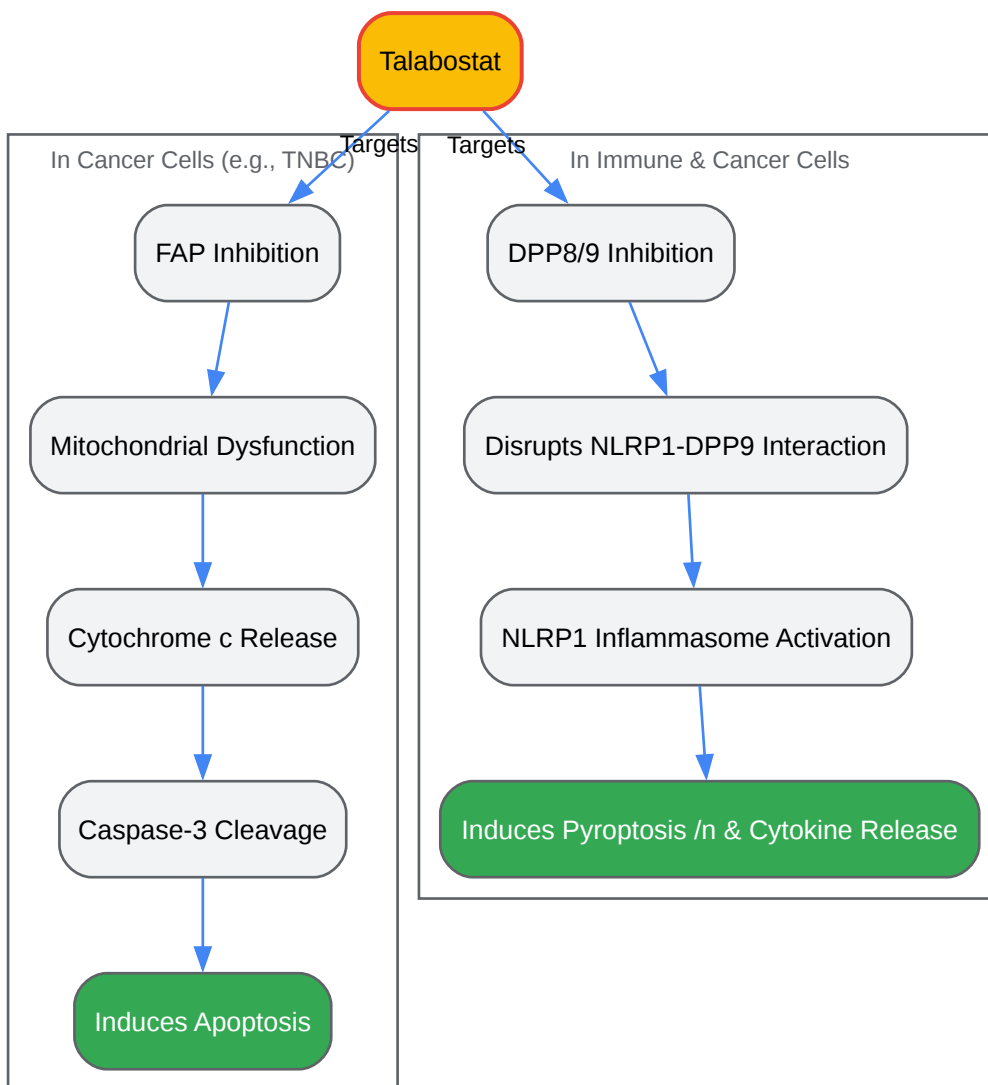 Talabostat
Targets
Targets
In Cancer Cells (e.g., TNBC)
In Immune & Cancer Cells
FAP Inhibition
DPP8/9 Inhibition
Mitochondrial Dysfunction
Disrupts NLRP1-DPP9 Interaction
Cytochrome c Release
NLRP1 Inflammasome Activation
Caspase-3 Cleavage
Induces Pyroptosis /n & Cytokine Release
Induces Apoptosis